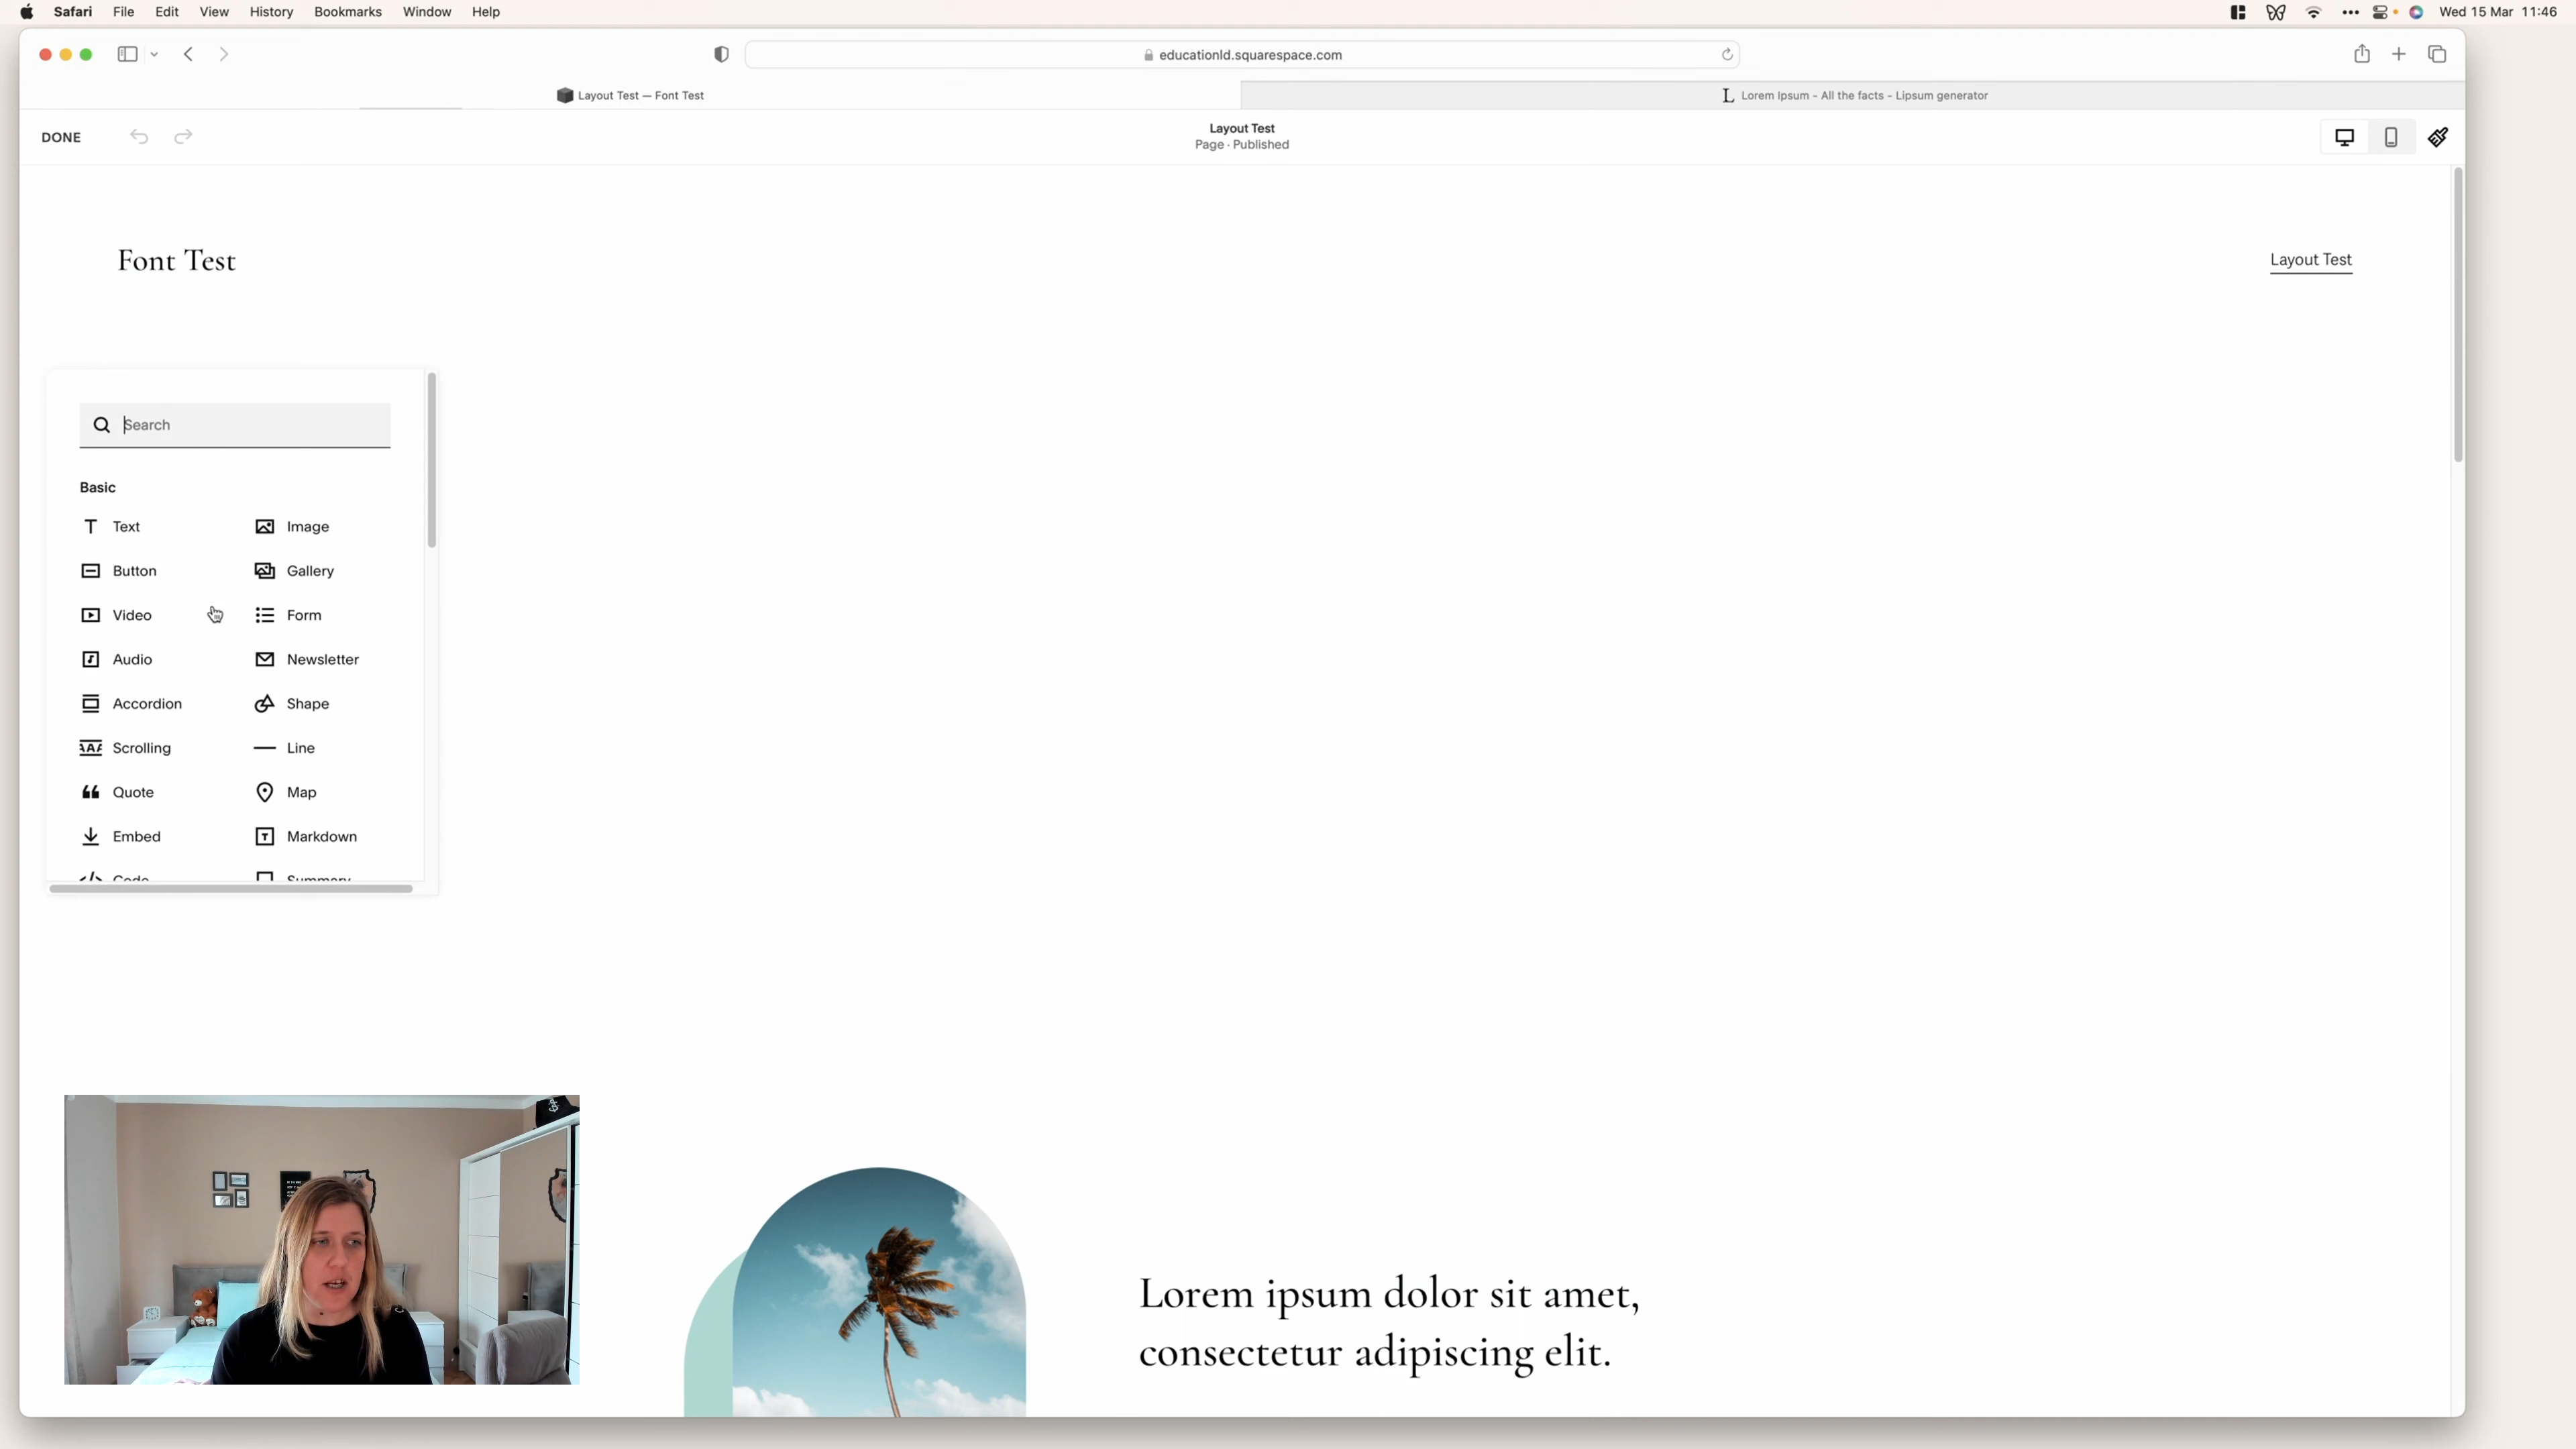 Safari File Edit View History Bookmarks Window Help Wed 15 Mar 11:46
educationld.squarespace.com
Layout Test — Font Test
L Lorem Ipsum - All the facts - Lipsum generator
DONE
Layout Test
Page · Published
Font Test
Layout Test
Search
Basic
Text Image
Button Gallery
Video Form
Audio Newsletter
Accordion Shape
Scrolling Line
Quote Map
Embed Markdown
Code Summary
Lorem ipsum dolor sit amet,
consectetur adipiscing elit.